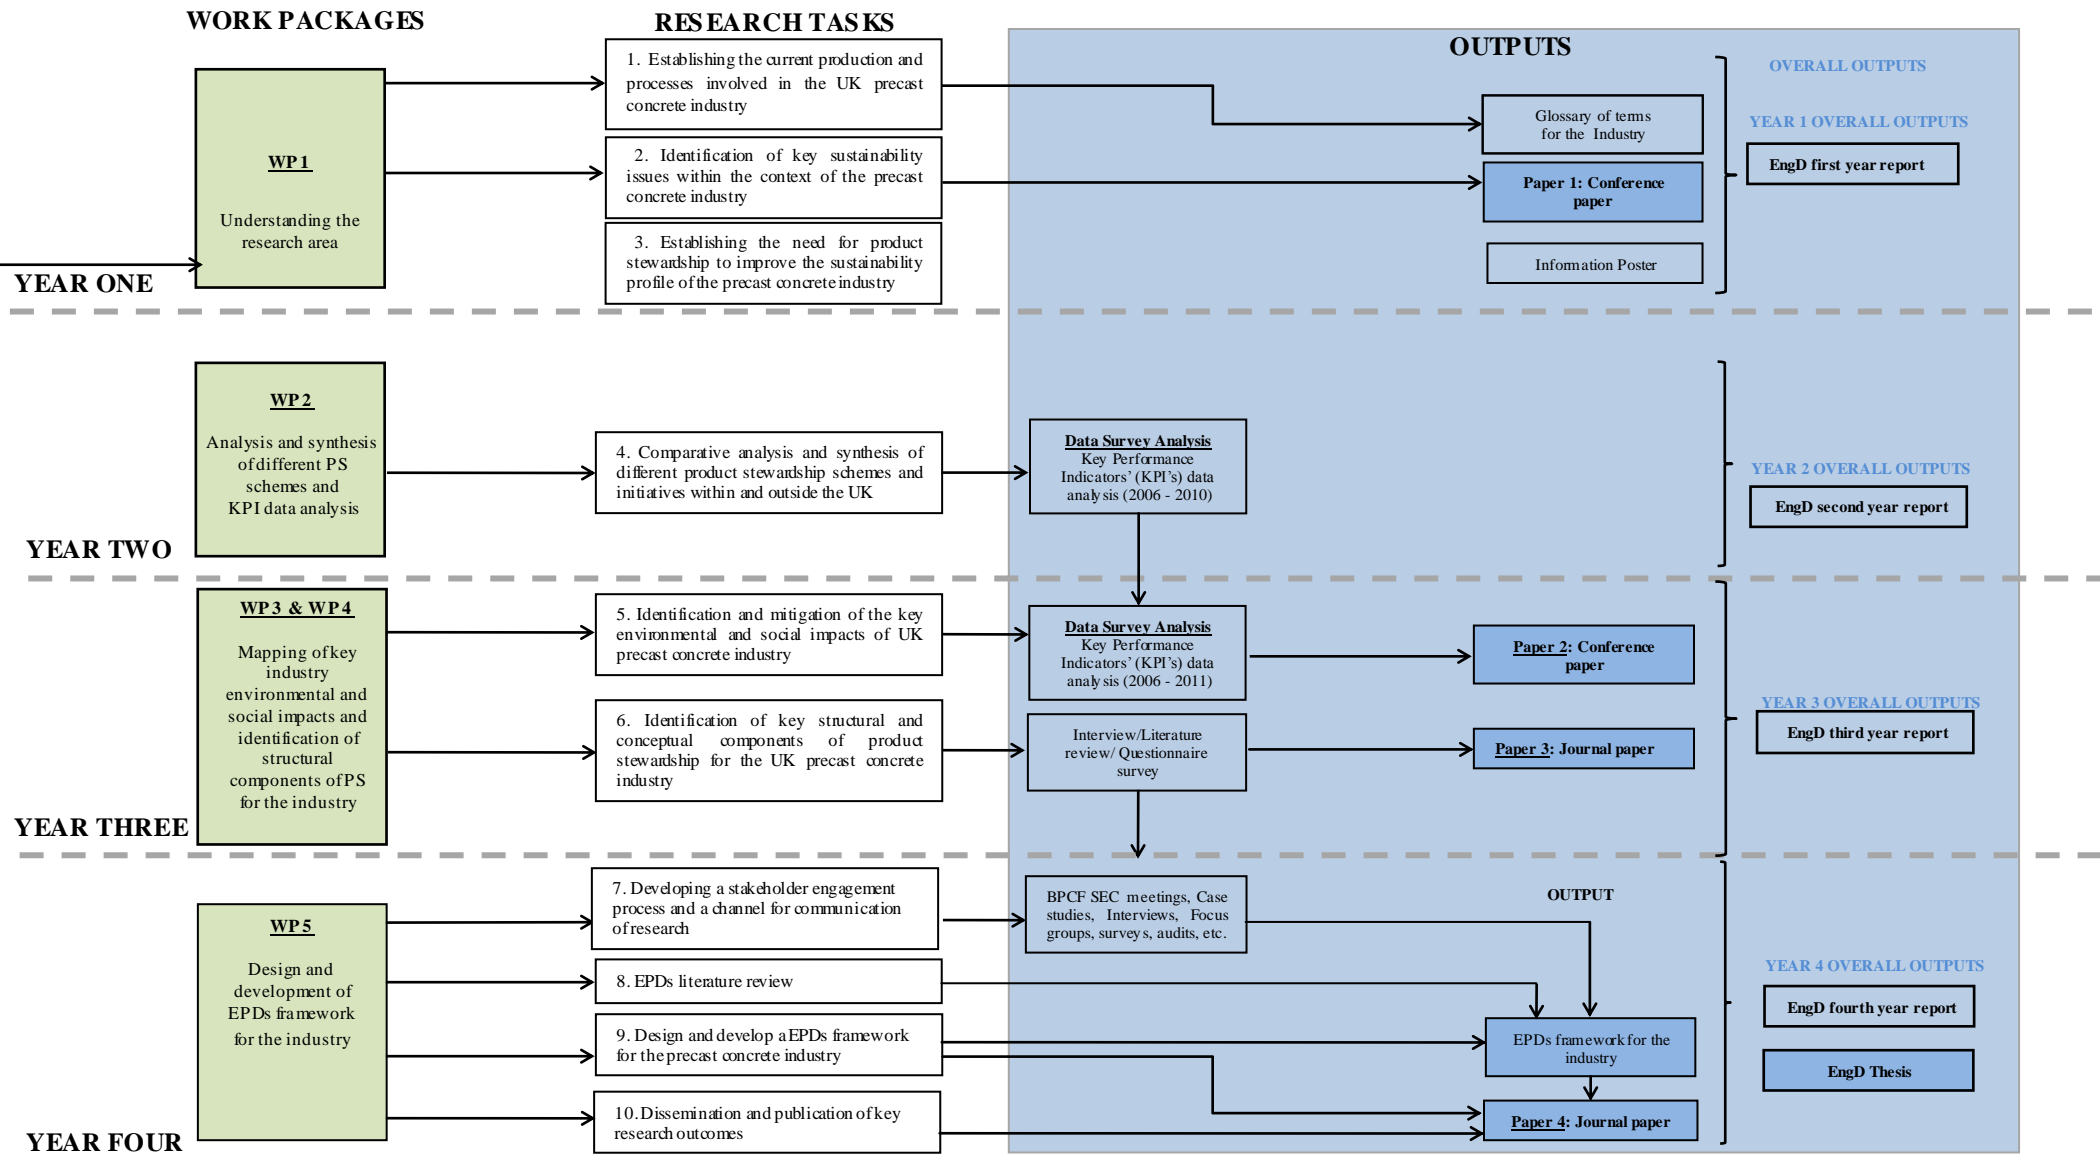 WORK PACKAGES
RESEARCH TASKS
OUTPUTS
OVERALL OUTPUTS
WP1
Understanding the
research area
YEAR ONE
1. Establishing the current production and
processes involved in the UK precast
concrete industry
2. Identification of key sustainability
issues within the context of the precast
concrete industry
3. Establishing the need for product
stewardship to improve the sustainability
profile of the precast concrete industry
Glossary of terms
for the Industry
Paper 1: Conference
paper
Information Poster
YEAR 1 OVERALL OUTPUTS
EngD first year report
WP2
Analysis and synthesis
of different PS
schemes and
KPI data analysis
YEAR TWO
4. Comparative analysis and synthesis of
different product stewardship schemes and
initiatives within and outside the UK
Data Survey Analysis
Key Performance
Indicators' (KPI's) data
analysis (2006 - 2010)
YEAR 2 OVERALL OUTPUTS
EngD second year report
WP3 & WP4
Mapping of key
industry
environmental and
social impacts and
identification of
structural
components of PS
for the industry
YEAR THREE
5. Identification and mitigation of the key
environmental and social impacts of UK
precast concrete industry
6. Identification of key structural and
conceptual components of product
stewardship for the UK precast concrete
industry
Data Survey Analysis
Key Performance
Indicators' (KPI's) data
analysis (2006 - 2011)
Interview/Literature
review/ Questionnaire
survey
Paper 2: Conference
paper
Paper 3: Journal paper
YEAR 3 OVERALL OUTPUTS
EngD third year report
WP5
Design and
development of
EPDs framework
for the industry
YEAR FOUR
7. Developing a stakeholder engagement
process and a channel for communication
of research
8. EPDs literature review
9. Design and develop a EPDs framework
for the precast concrete industry
10. Dissemination and publication of key
research outcomes
BPCF SEC meetings, Case
studies, Interviews, Focus
groups, surveys, audits, etc.
OUTPUT
EPDs framework for the
industry
Paper 4: Journal paper
YEAR 4 OVERALL OUTPUTS
EngD fourth year report
EngD Thesis